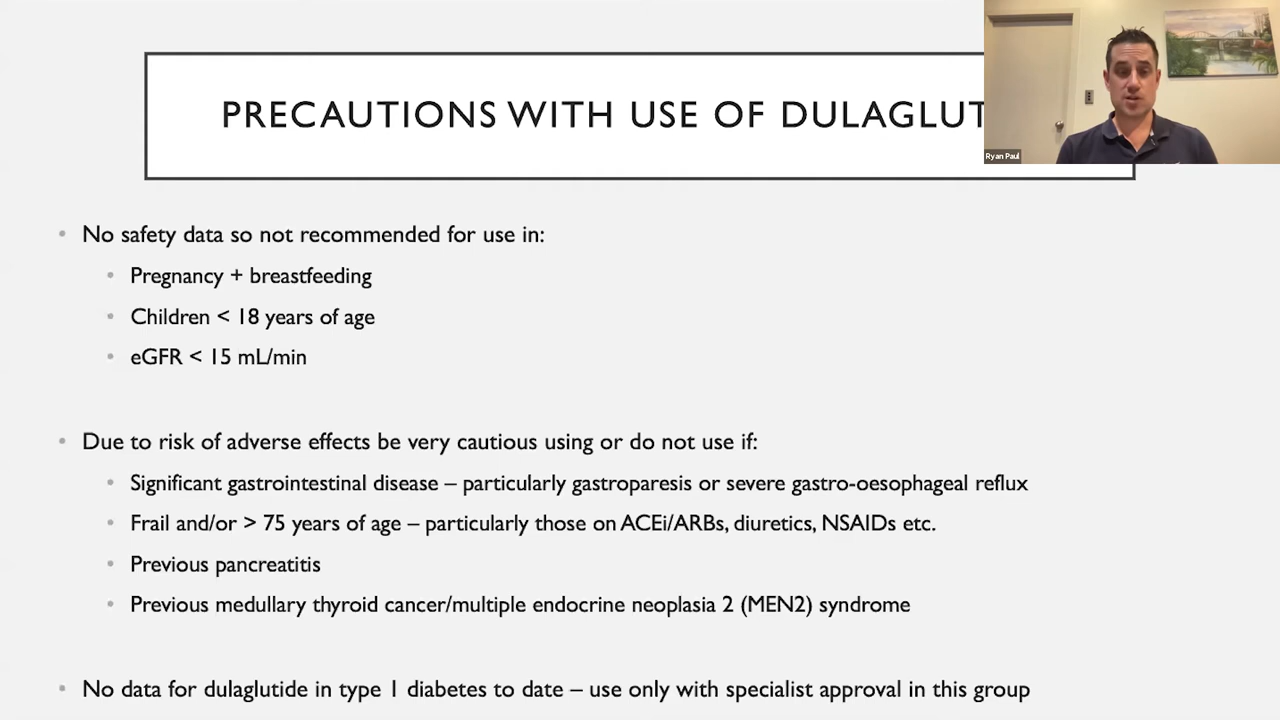 PRECAUTIONS WITH USE OF DULAGLUT
Ryan Paul
• No safety data so not recommended for use in:
• Pregnancy + breastfeeding
• Children < 18 years of age
• eGFR < 15 mL/min
• Due to risk of adverse effects be very cautious using or do not use if:
• Significant gastrointestinal disease – particularly gastroparesis or severe gastro-oesophageal reflux
• Frail and/or > 75 years of age – particularly those on ACEi/ARBs, diuretics, NSAIDs etc.
• Previous pancreatitis
• Previous medullary thyroid cancer/multiple endocrine neoplasia 2 (MEN2) syndrome
• No data for dulaglutide in type 1 diabetes to date – use only with specialist approval in this group